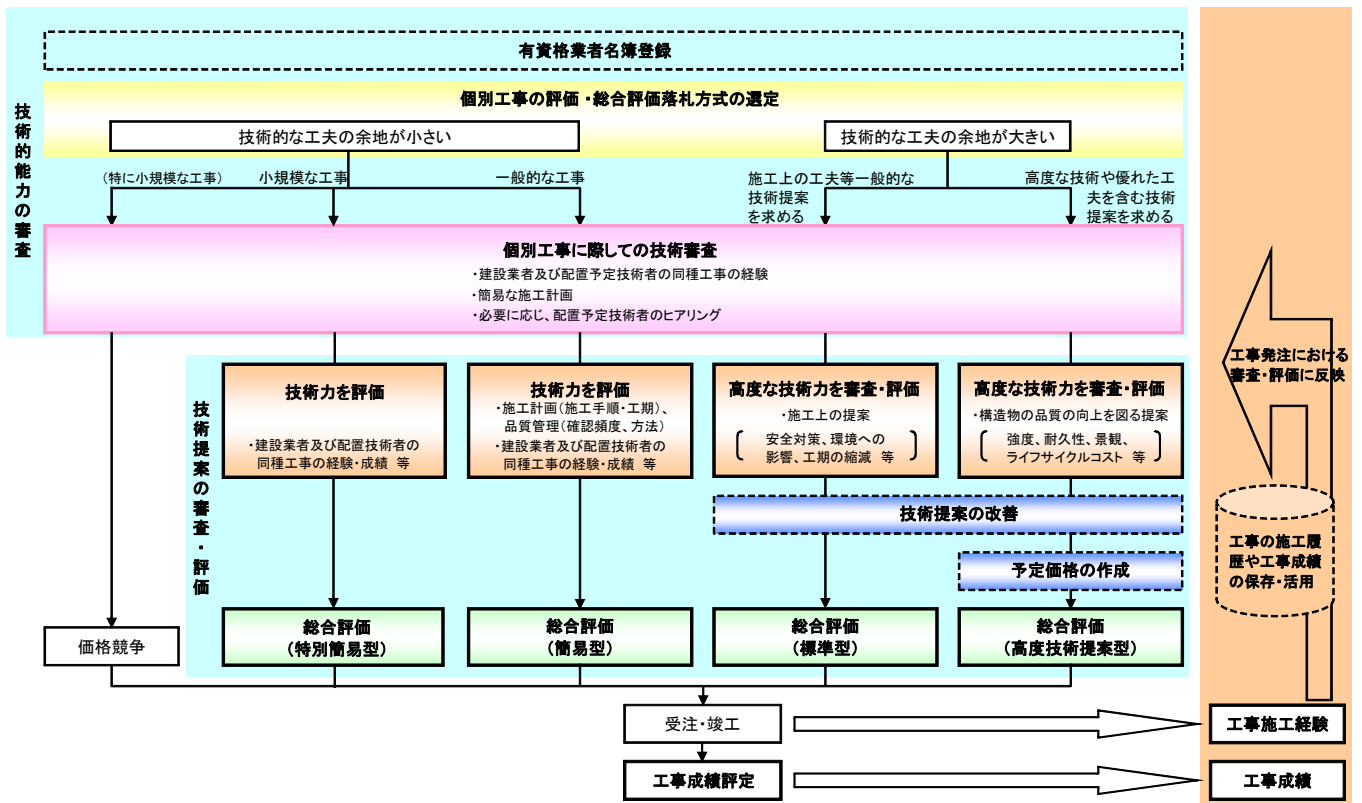 有資格業者名簿登録
技術的能力の審査
個別工事の評価・総合評価落札方式の選定
技術的な工夫の余地が小さい
技術的な工夫の余地が大きい
(特に小規模な工事)
小規模な工事
一般的な工事
施工上の工夫等一般的な
技術提案
を求める
高度な技術や優れた工
夫を含む技術
提案を求める
個別工事に際しての技術審査
・建設業者及び配置予定技術者の同種工事の経験
・簡易な施工計画
・必要に応じ、配置予定技術者のヒアリング
技術提案の審査・評価
技術力を評価
・建設業者及び配置技術者の
同種工事の経験・成績 等
技術力を評価
・施工計画(施工手順・工期)、
品質管理(確認頻度、方法)
・建設業者及び配置技術者の
同種工事の経験・成績 等
高度な技術力を審査・評価
・施工上の提案
安全対策、環境への
影響、工期の縮減 等
高度な技術力を審査・評価
・構造物の品質の向上を図る提案
強度、耐久性、景観、
ライフサイクルコスト 等
技術提案の改善
予定価格の作成
価格競争
総合評価
(特別簡易型)
総合評価
(簡易型)
総合評価
(標準型)
総合評価
(高度技術提案型)
受注・竣工
工事成績評定
工事発注における
審査・評価に反映
工事の施工履
歴や工事成績
の保存・活用
工事施工経験
工事成績